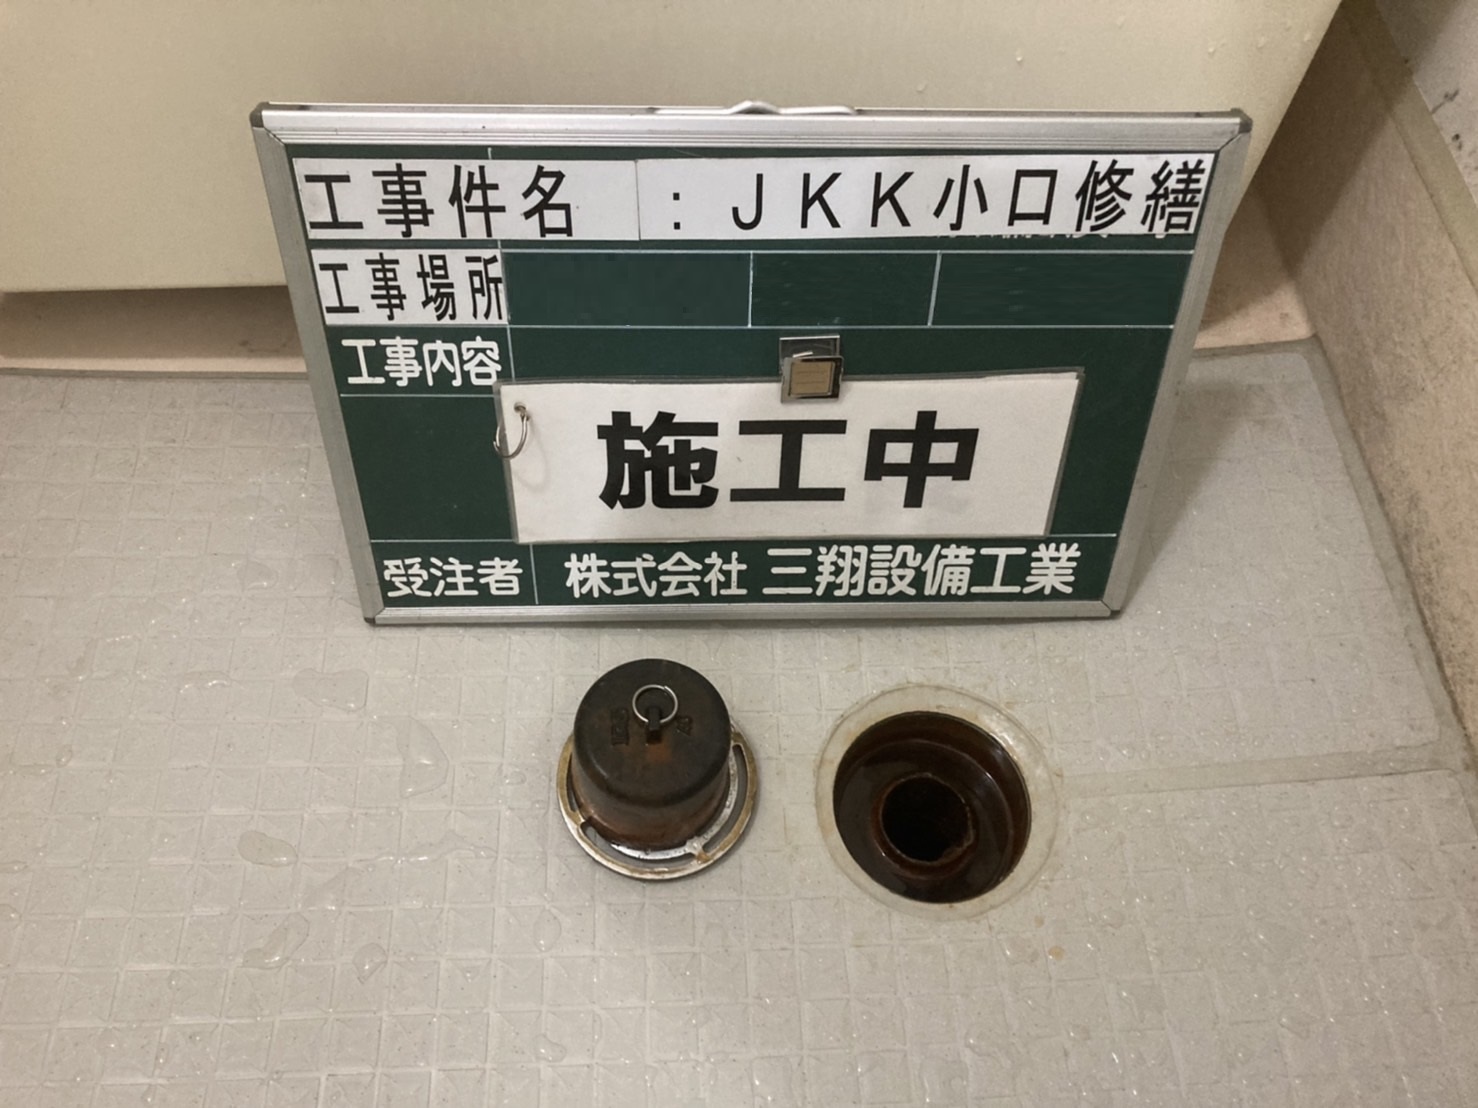 工事件名 : JKK小口修繕
工事場所
工事内容
施工中
受注者 株式会社 三翔設備工業